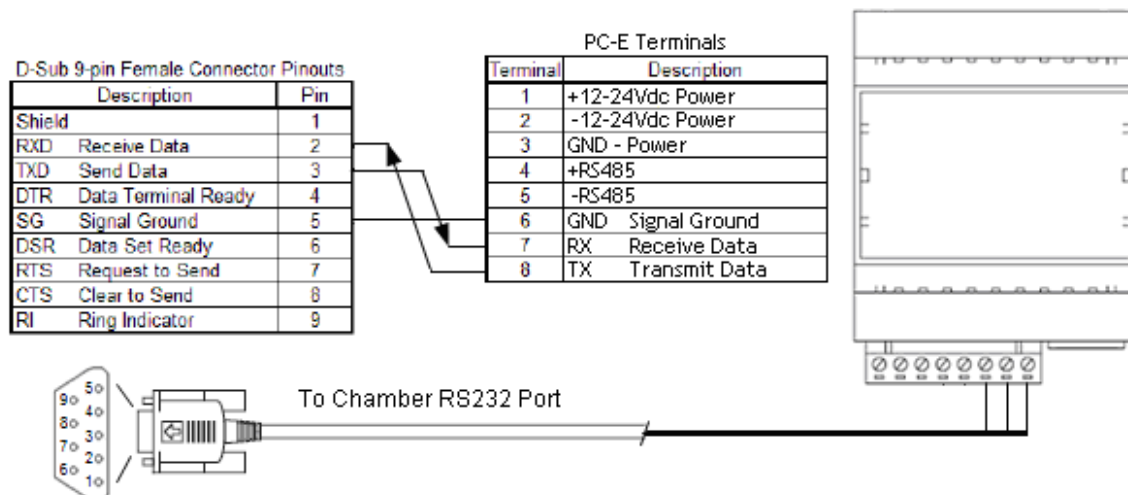 D-Sub 9-pin Female Connector Pinouts
Description Pin
Shield 1
RXD Receive Data 2
TXD Send Data 3
DTR Data Terminal Ready 4
SG Signal Ground 5
DSR Data Set Ready 6
RTS Request to Send 7
CTS Clear to Send 8
RI Ring Indicator 9
PC-E Terminals
Terminal Description
1 +12-24Vdc Power
2 -12-24Vdc Power
3 GND - Power
4 +RS485
5 -RS485
6 GND Signal Ground
7 RX Receive Data
8 TX Transmit Data
To Chamber RS232 Port
5
9
4
8
3
7
2
6
1